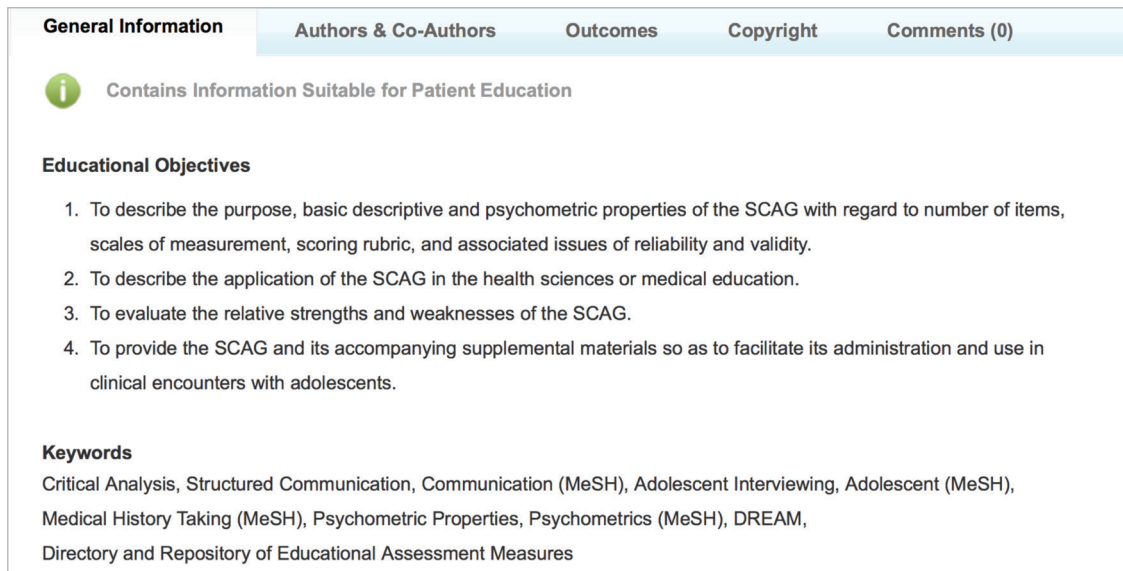 General Information Authors & Co-Authors Outcomes Copyright Comments (0)
i Contains Information Suitable for Patient Education
Educational Objectives
1. To describe the purpose, basic descriptive and psychometric properties of the SCAG with regard to number of items,
scales of measurement, scoring rubric, and associated issues of reliability and validity.
2. To describe the application of the SCAG in the health sciences or medical education.
3. To evaluate the relative strengths and weaknesses of the SCAG.
4. To provide the SCAG and its accompanying supplemental materials so as to facilitate its administration and use in
clinical encounters with adolescents.
Keywords
Critical Analysis, Structured Communication, Communication (MeSH), Adolescent Interviewing, Adolescent (MeSH),
Medical History Taking (MeSH), Psychometric Properties, Psychometrics (MeSH), DREAM,
Directory and Repository of Educational Assessment Measures